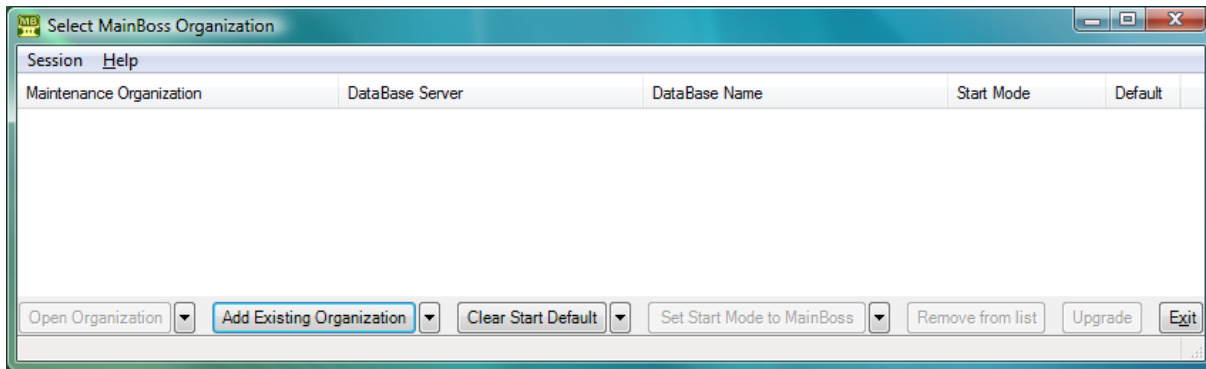 MB Select MainBoss Organization
Session Help
Maintenance Organization DataBase Server DataBase Name Start Mode Default
Open Organization Add Existing Organization Clear Start Default Set Start Mode to MainBoss Remove from list Upgrade Exit